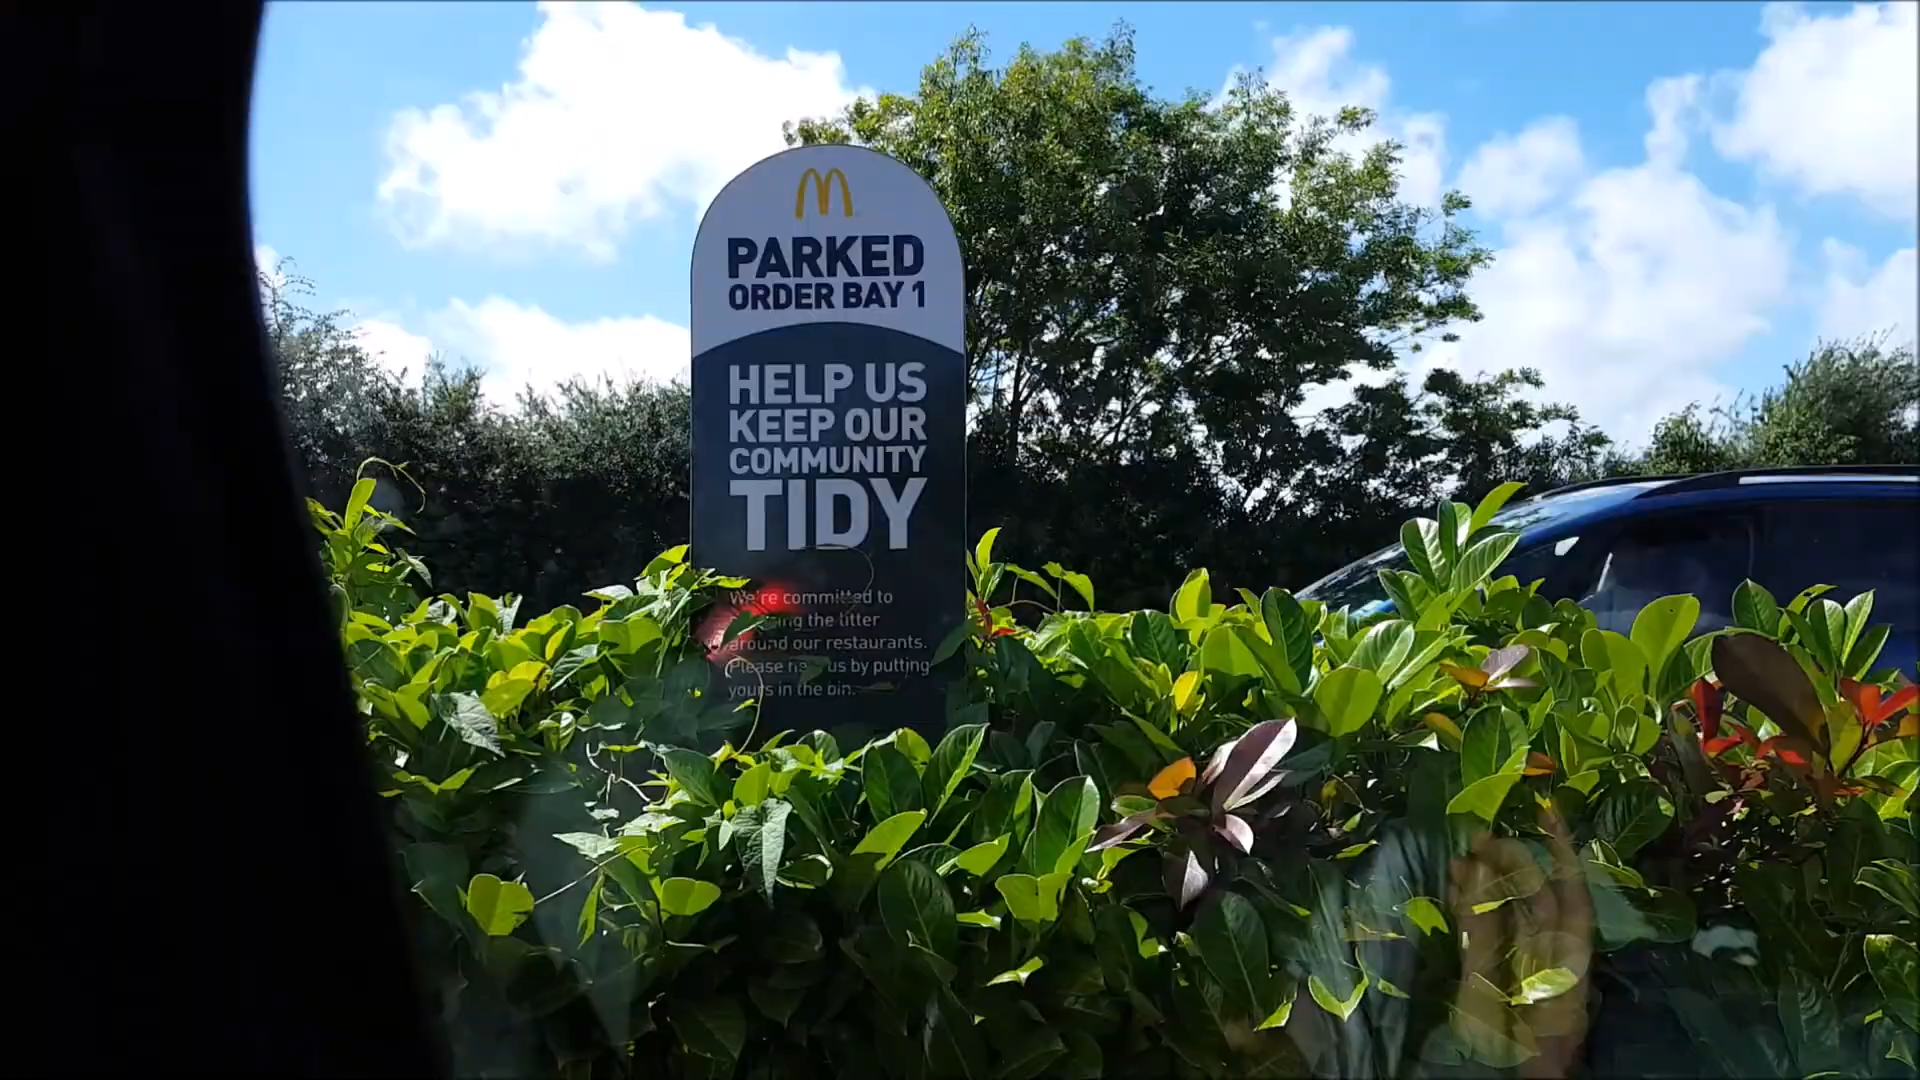 PARKED
ORDER BAY 1
HELP US
KEEP OUR
COMMUNITY
TIDY
We're committed to
the litter
around our restaurants.
Please us by putting
yours in the bin.